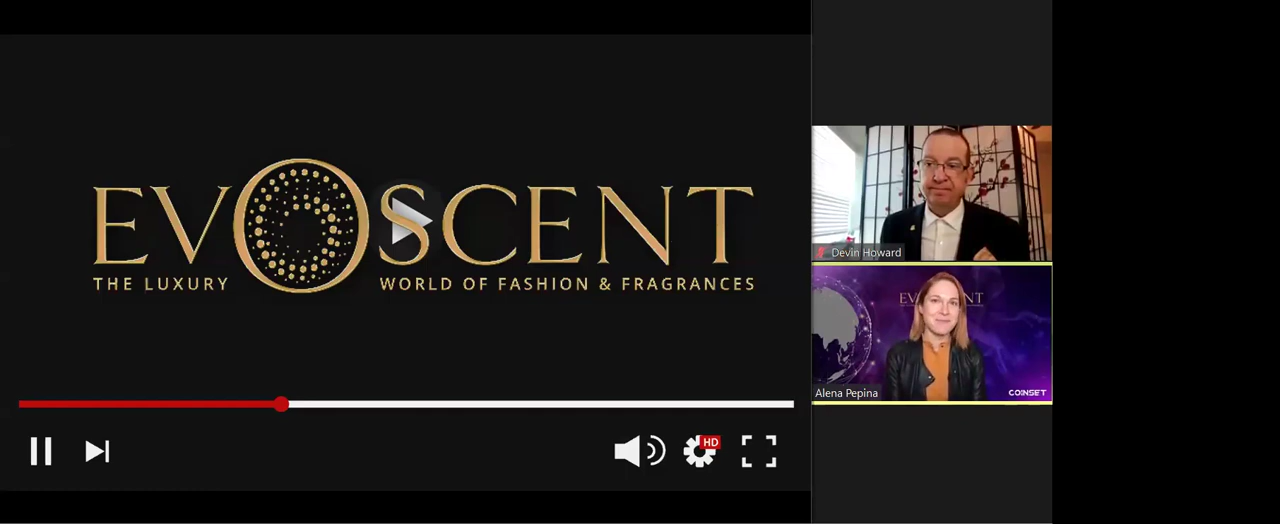 EVOSCENT
THE LUXURY WORLD OF FASHION & FRAGRANCES
HD
Devin Howard
Alena Pepina
COINSET